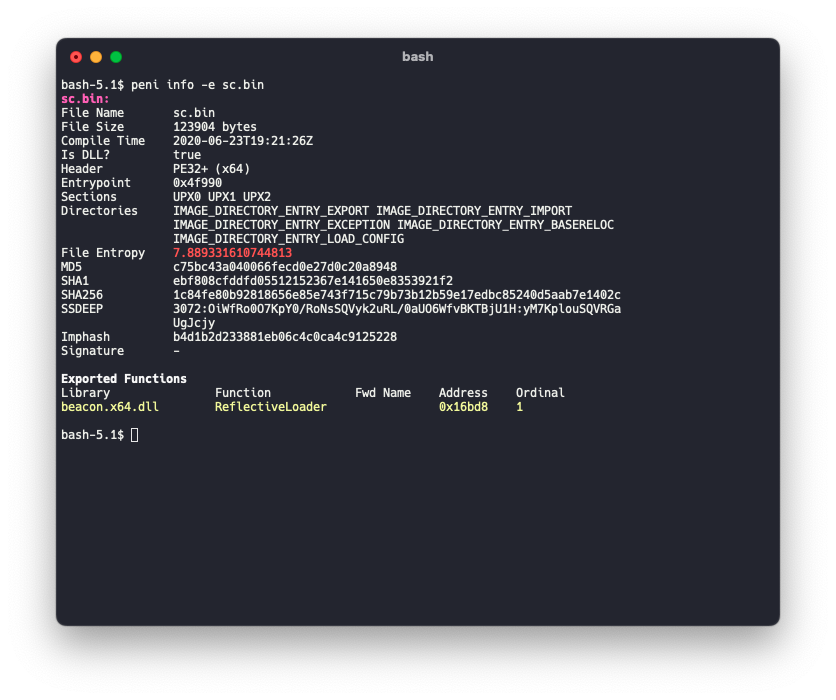 bash
bash-5.1$ peni info -e sc.bin
sc.bin:
File Name sc.bin
File Size 123904 bytes
Compile Time 2020-06-23T19:21:26Z
Is DLL? true
Header PE32+ (x64)
Entrypoint 0x4f990
Sections UPX0 UPX1 UPX2
Directories IMAGE_DIRECTORY_ENTRY_EXPORT IMAGE_DIRECTORY_ENTRY_IMPORT
IMAGE_DIRECTORY_ENTRY_EXCEPTION IMAGE_DIRECTORY_ENTRY_BASERELOC
IMAGE_DIRECTORY_ENTRY_LOAD_CONFIG
File Entropy 7.889331610744813
MD5 c75bc43a040066fecd0e27d0c20a8948
SHA1 ebf808cfddfd05512152367e141650e8353921f2
SHA256 1c84fe80b92818656e85e743f715c79b73b12b59e17edbc85240d5aab7e1402c
SSDEEP 3072:OiWfRo0O7KpY0/RoNsSQVyk2uRL/0aUO6WfvBKTBjU1H:yM7KplouSQVRGa
UgJcjy
Imphash b4d1b2d233881eb06c4c0ca4c9125228
Signature -
Exported Functions
Library Function Fwd Name Address Ordinal
beacon.x64.dll ReflectiveLoader 0x16bd8 1
bash-5.1$